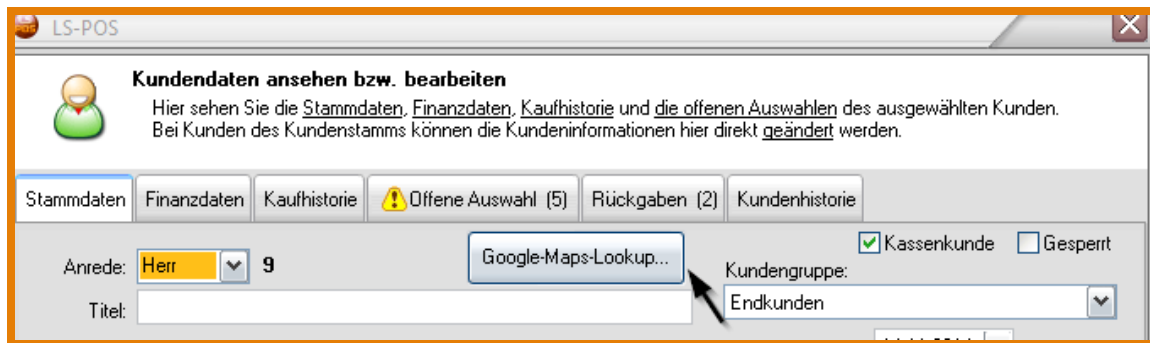 LS-POS
Kundendaten ansehen bzw. bearbeiten
Hier sehen Sie die Stammdaten, Finanzdaten, Kaufhistorie und die offenen Auswahlen des ausgewählten Kunden.
Bei Kunden des Kundenstamms können die Kundeninformationen hier direkt geändert werden.
Stammdaten Finanzdaten Kaufhistorie Offene Auswahl (5) Rückgaben (2) Kundenhistorie
Kassenkunde Gesperrt
Anrede: Herr 9 Google-Maps-Lookup...
Kundengruppe:
Titel: Endkunden